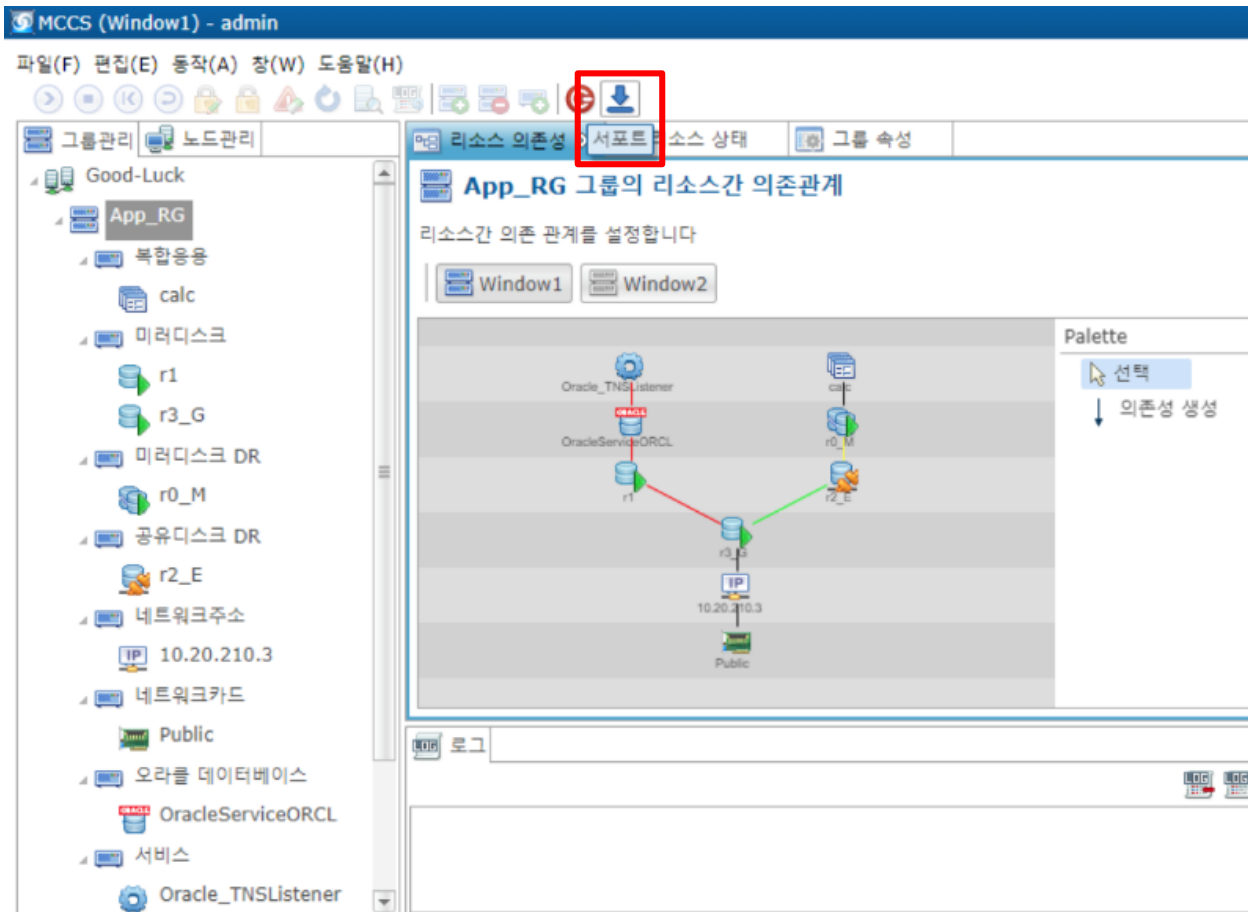 MCCS (Window1) - admin
파일(F) 편집(E) 동작(A) 창(W) 도움말(H)
그룹관리 노드관리
Good-Luck
App_RG
복합응용
calc
미러디스크
r1
r3_G
미러디스크 DR
r0_M
공유디스크 DR
r2_E
네트워크주소
IP 10.20.210.3
네트워크카드
Public
오라클 데이터베이스
ORACLE OracleServiceORCL
서비스
Oracle_TNSListener
리소스 의존성 서포트 소스 상태 그룹 속성
App_RG 그룹의 리소스간 의존관계
리소스간 의존 관계를 설정합니다
Window1 Window2
Oracle_TNSListener calc
ORACLE
OracleServiceORCL r0_M
r1 r2_E
r3_G
IP
10.20.210.3
Public
Palette
선택
의존성 생성
LOG 로그
LOG LOG